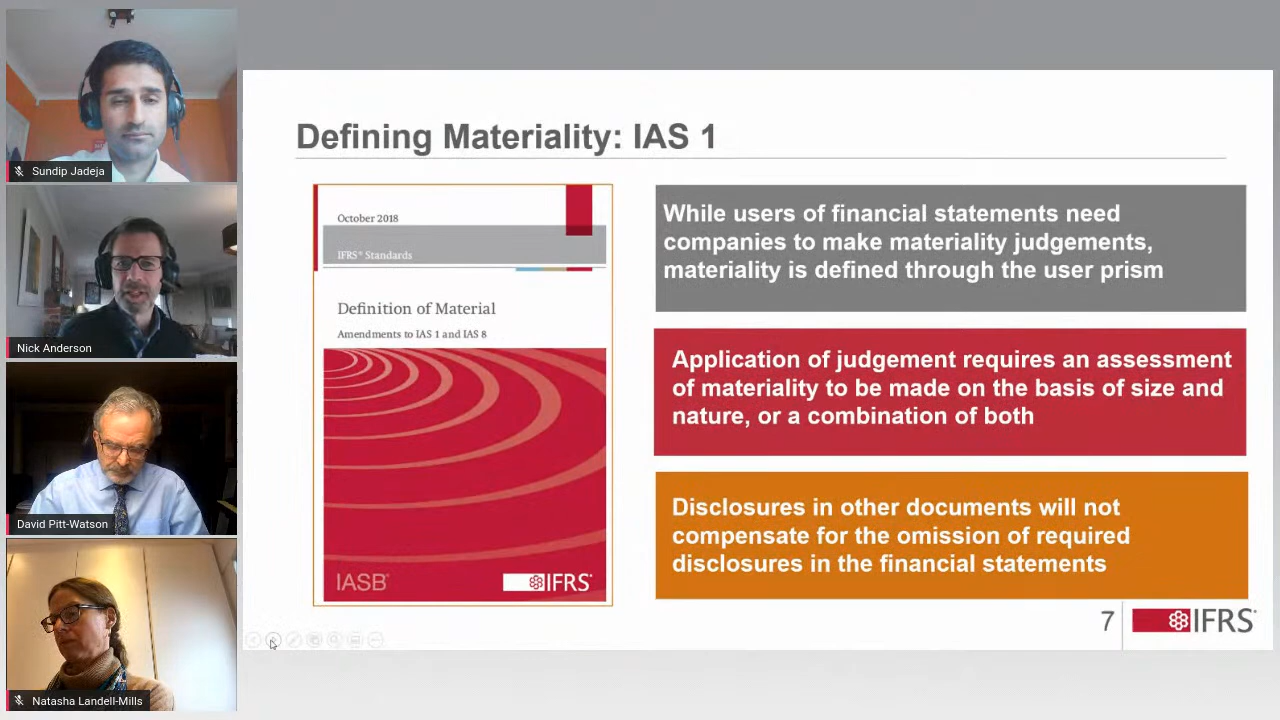 Sundip Jadeja
Nick Anderson
David Pitt-Watson
Natasha Landell-Mills
Defining Materiality: IAS 1
October 2018
IFRS® Standards
Definition of Material
Amendments to IAS 1 and IAS 8
IASB®
IFRS®
While users of financial statements need
companies to make materiality judgements,
materiality is defined through the user prism
Application of judgement requires an assessment
of materiality to be made on the basis of size and
nature, or a combination of both
Disclosures in other documents will not
compensate for the omission of required
disclosures in the financial statements
7
IFRS®